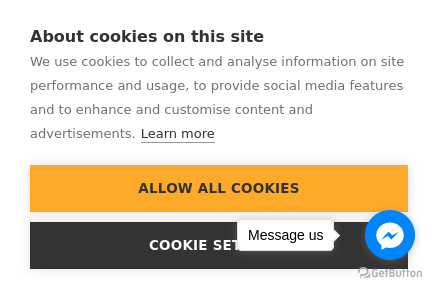 About cookies on this site
We use cookies to collect and analyse information on site
performance and usage, to provide social media features
and to enhance and customise content and
advertisements. Learn more
ALLOW ALL COOKIES
COOKIE
Message us
GetButton